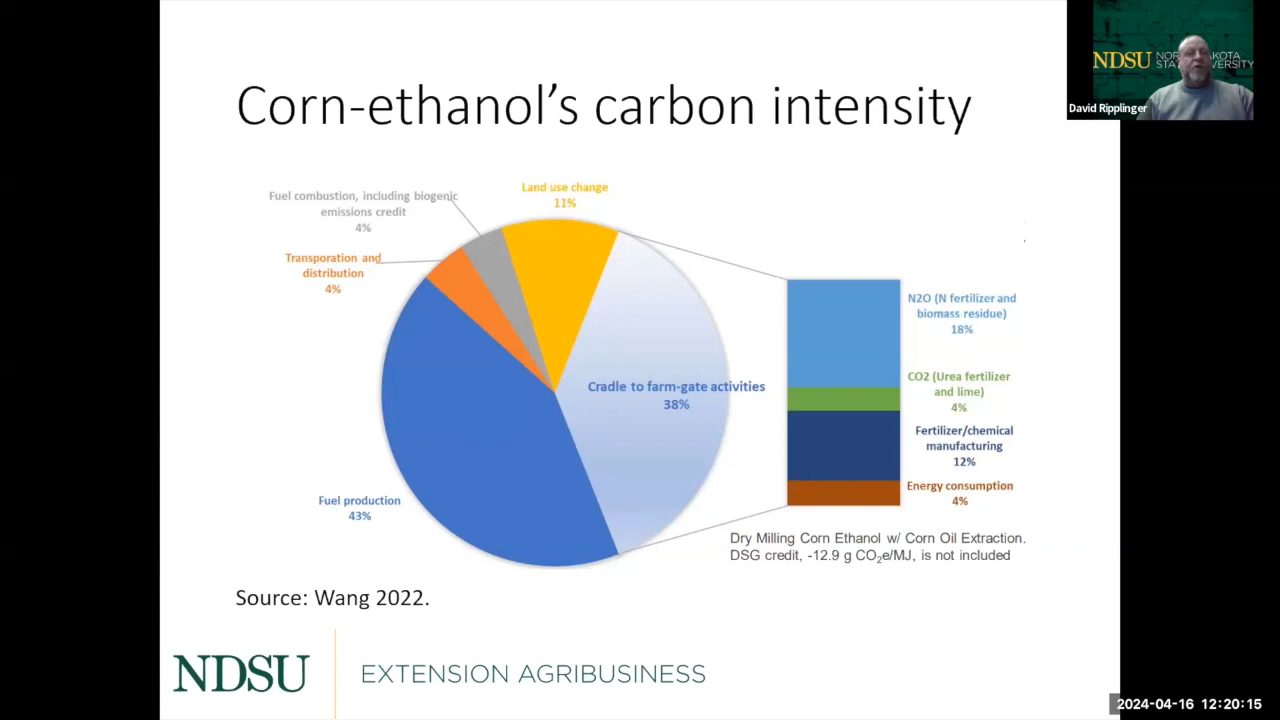 NDSU NORTH DAKOTA
STATE UNIVERSITY
David Ripplinger
Corn-ethanol's carbon intensity
Fuel combustion, including biogenic
emissions credit
4%
Land use change
11%
Transporation and
distribution
4%
Cradle to farm-gate activities
38%
Fuel production
43%
N2O (N fertilizer and
biomass residue)
18%
CO2 (Urea fertilizer
and lime)
4%
Fertilizer/chemical
manufacturing
12%
Energy consumption
4%
Dry Milling Corn Ethanol w/ Corn Oil Extraction.
DSG credit, -12.9 g CO₂e/MJ, is not included
Source: Wang 2022.
NDSU EXTENSION AGRIBUSINESS
2024-04-16 12:20:15